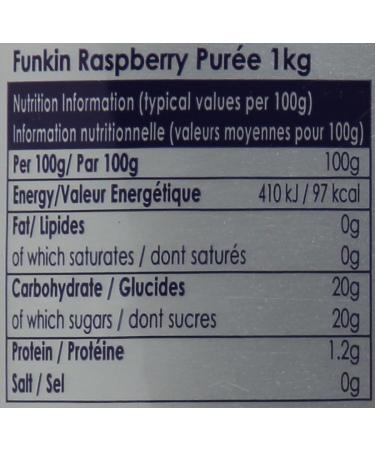 Funkin Raspberry Purée 1kg
Nutrition Information (typical values per 100g)
Information nutritionnelle (valeurs moyennes pour 100g)
Per 100g/ Par 100g 100g
Energy/Valeur Energétique 410 kJ / 97 kcal
Fat/ Lipides 0g
of which saturates / dont saturés 0g
Carbohydrate / Glucides 20g
of which sugars / dont sucres 20g
Protein / Protéine 1.2g
Salt / Sel 0g